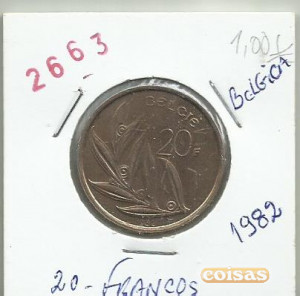 2663
1,00€
BélGicA
BELGIE
20F
1982
20-FRANCOS
coisas